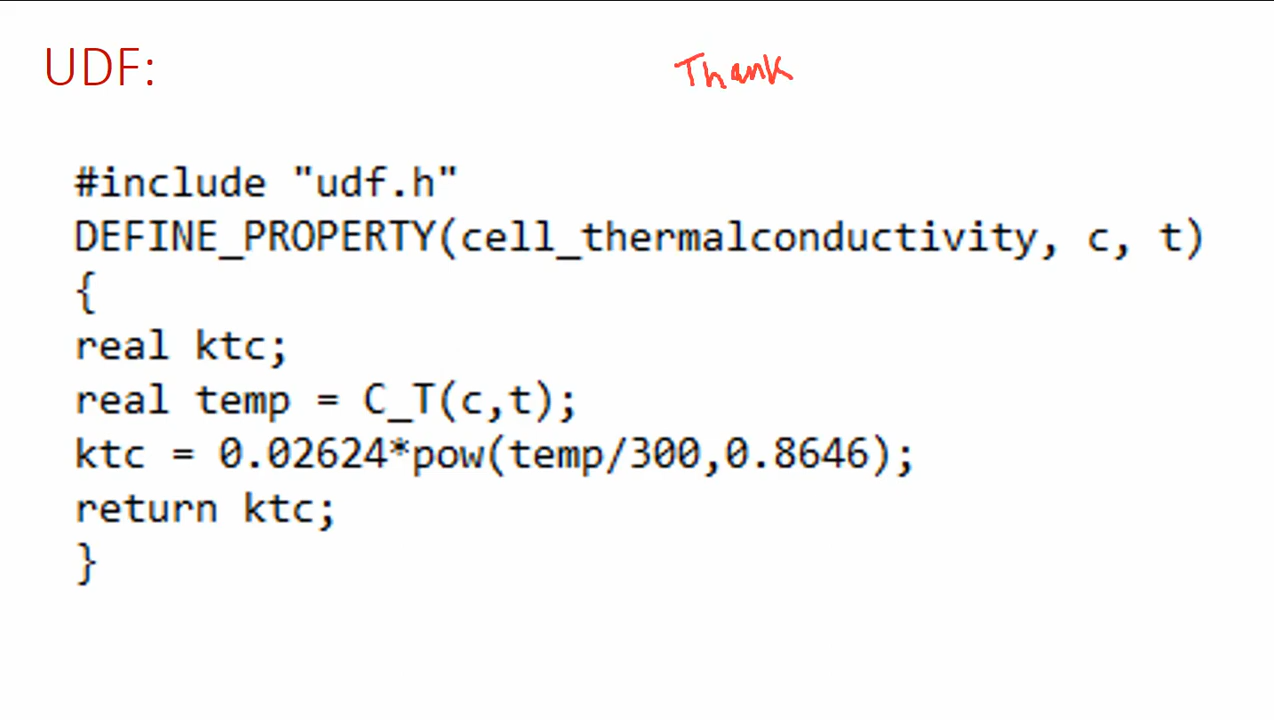 UDF:
Thank
#include "udf.h"
DEFINE_PROPERTY(cell_thermalconductivity, c, t)
{
real ktc;
real temp = C_T(c,t);
ktc = 0.02624*pow(temp/300,0.8646);
return ktc;
}